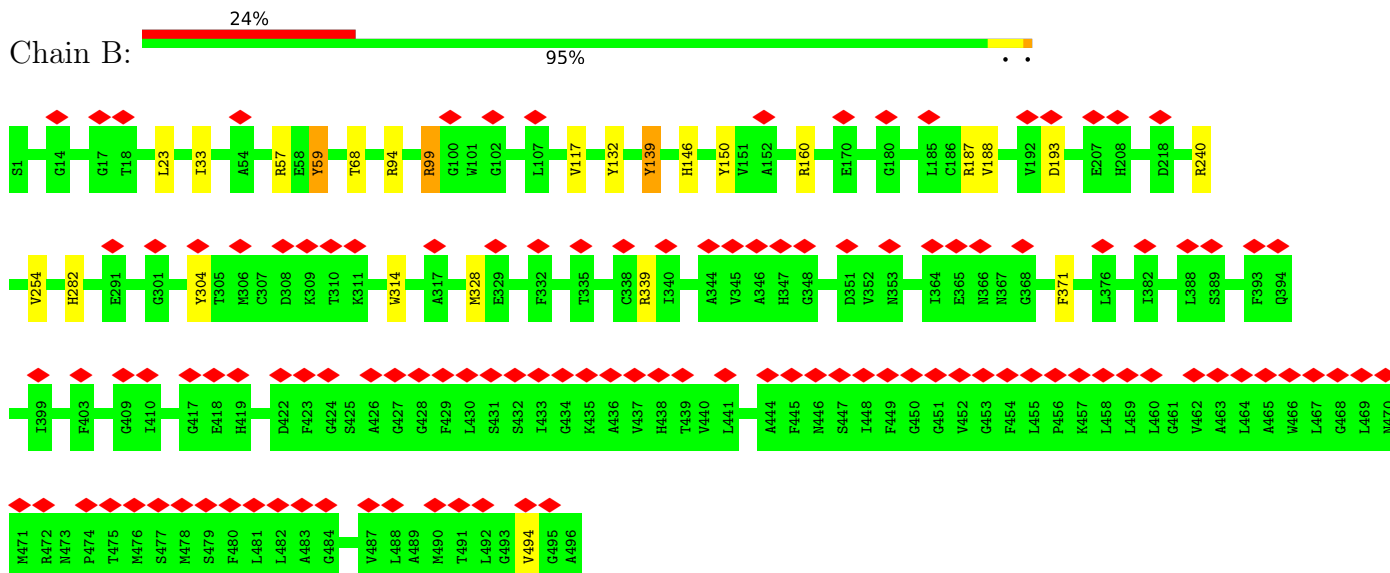 24%
Chain B:
95%
. .
S1 G14 G17 T18 L23 I33 A54 R57 E58 Y59 T68 R94 R99 G100 W101 G102 L107 V117 Y132 Y139 H146 Y150 V151 A152 R160 E170 G180 L185 C186 R187 V188 V192 D193 E207 H208 D218 R240
V254 H282 E291 G301 Y304 T305 M306 C307 D308 K309 T310 K311 W314 A317 M328 E329 F332 T335 C338 R339 I340 A344 V345 A346 H347 G348 D351 V352 N353 I364 E365 N366 N367 G368 F371 L376 I382 L388 S389 F393 Q394
I399 F403 G409 I410 G417 E418 H419 D422 F423 G424 S425 A426 G427 G428 F429 L430 S431 S432 I433 G434 K435 A436 V437 H438 T439 V440 L441 A444 F445 N446 S447 I448 F449 G450 G451 V452 G453 F454 L455 P456 K457 L458 L459 L460 G461 V462 A463 L464 A465 W466 L467 G468 L469 N470
M471 R472 N473 P474 T475 M476 S477 M478 S479 F480 L481 L482 A483 G484 V487 L488 A489 M490 T491 L492 G493 V494 G495 A496